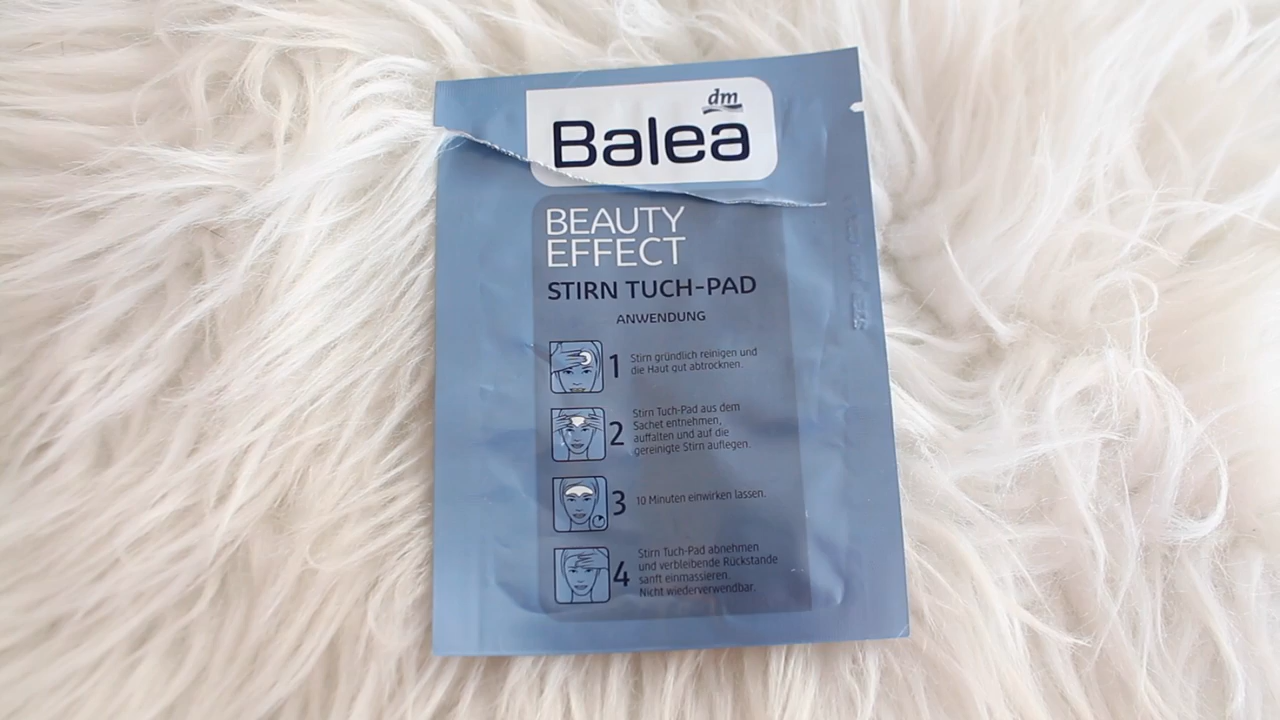 dm
Balea
BEAUTY
EFFECT
STIRN TUCH-PAD
ANWENDUNG
1
Stirn gründlich reinigen und
die Haut gut abtrocknen.
2
Stirn Tuch-Pad aus dem
Sachet entnehmen,
auffalten und auf die
gereinigte Stirn auflegen.
3
10 Minuten einwirken lassen.
4
Stirn Tuch-Pad abnehmen
und verbleibende Rückstande
sanft einmassieren.
Nicht wiederverwendbar.